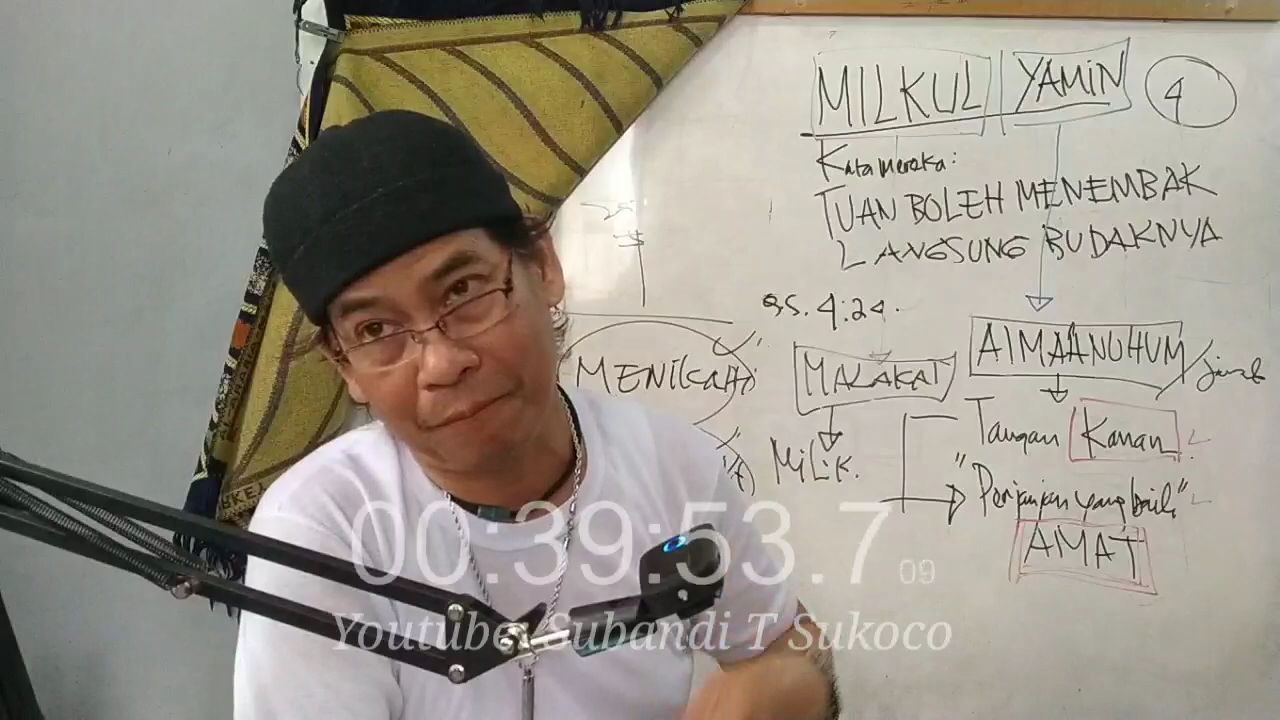 MILKUL YAMIN 4
Kata mereka:
TUAN BOLEH MENEMBAK
LANGSUNG BUDAKNYA
QS. 4:24.
MENIKAHI MALAKAT AIMAANUHUM
MILIK. Tangan Kanan
"Perjanjian yang baik"
AMAT
00:39:53.7 09
Youtube: Subandi T Sukoco